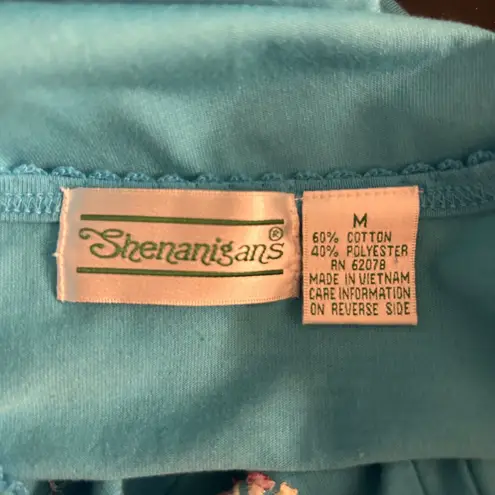 Shenanigans®
M
60% COTTON
40% POLYESTER
RN 62078
MADE IN VIETNAM
CARE INFORMATION
ON REVERSE SIDE